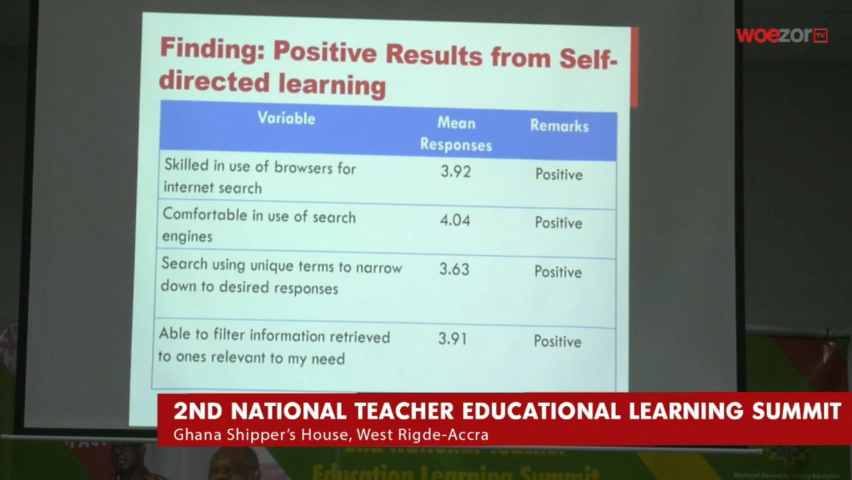 woezor TV
Finding: Positive Results from Self-
directed learning
Variable Mean Responses Remarks
Skilled in use of browsers for internet search 3.92 Positive
Comfortable in use of search engines 4.04 Positive
Search using unique terms to narrow down to desired responses 3.63 Positive
Able to filter information retrieved to ones relevant to my need 3.91 Positive
2ND NATIONAL TEACHER EDUCATIONAL LEARNING SUMMIT
Ghana Shipper's House, West Rigde-Accra
Education Learning Summit